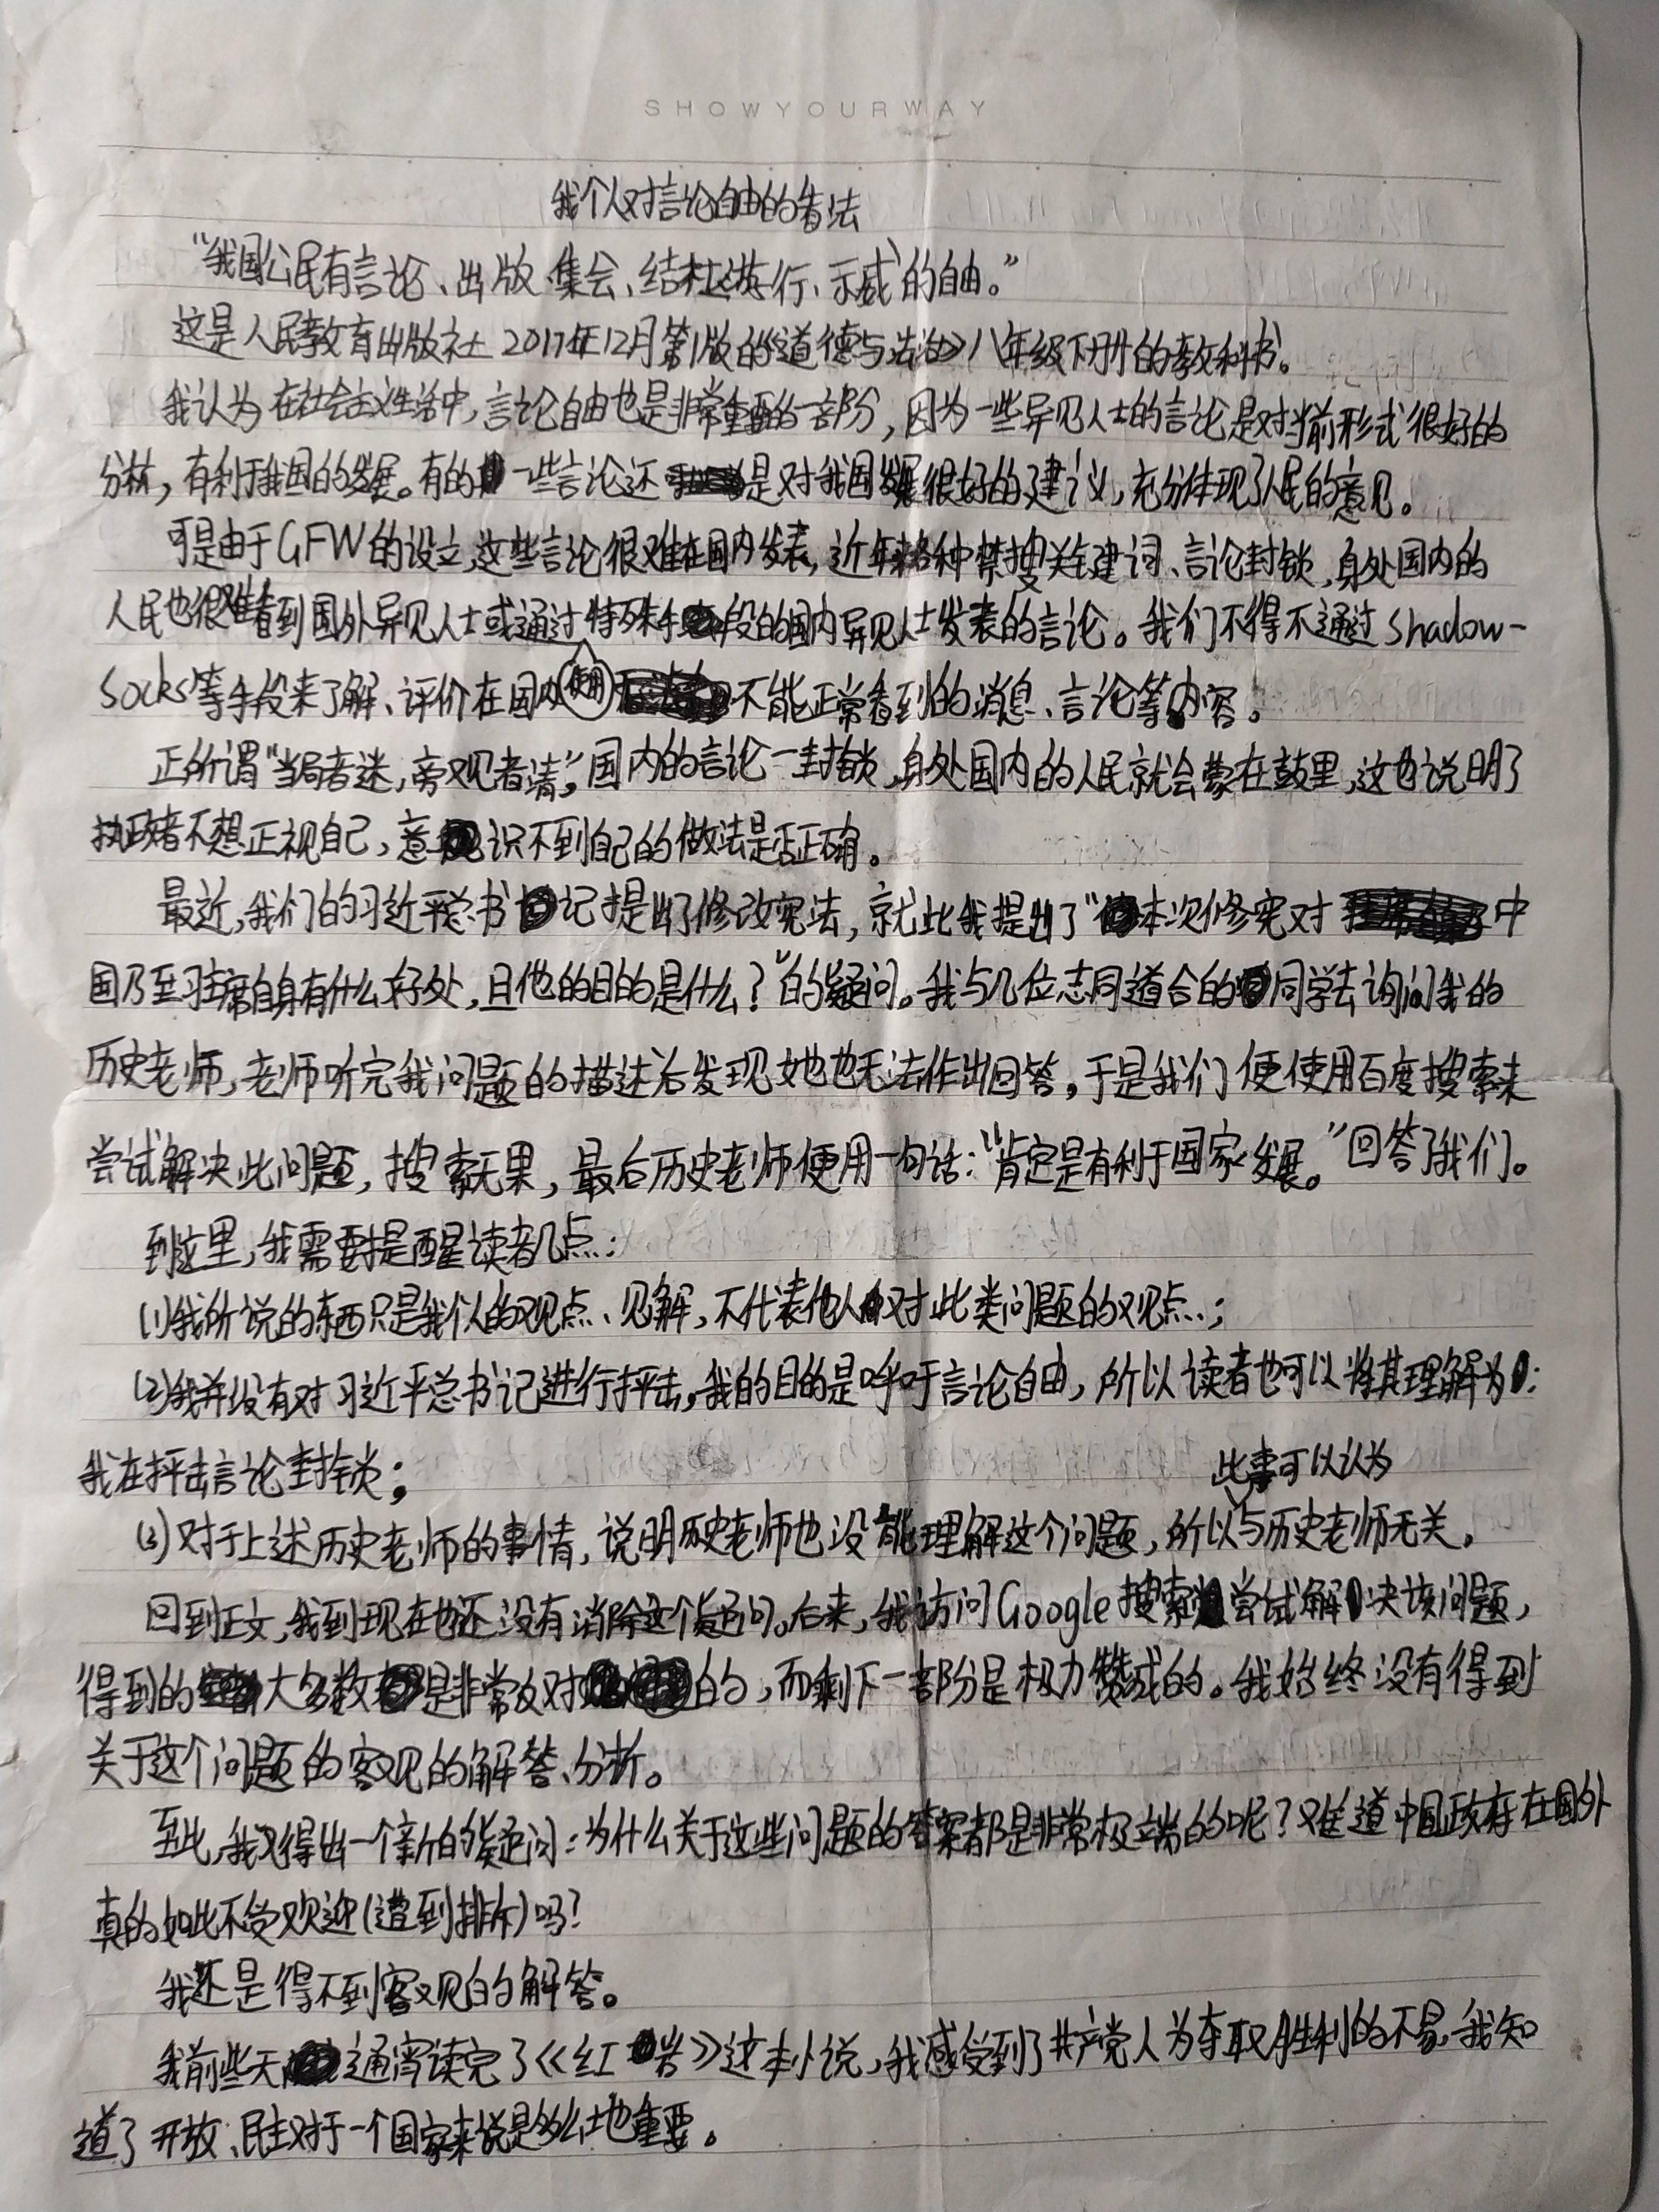 SHOWYOURWAY
我个人对言论自由的看法
“我国公民有言论、出版、集会、结社、游行、示威的自由。”
这是人民教育出版社2017年12月第1版的《道德与法治》八年级下册的教科书。
我认为在社会主义生活中，言论自由也是非常重要的一部分，因为一些异见人士的言论是对当前形式很好的
分析，有利于我国的发展。有的一些言论还是对我国发展很好的建议，充分体现了人民的意见。
可是由于GFW的设立，这些言论很难在国内发表，近年来各种禁搜关键词、言论封锁，身处国内的
人民也很难看到国外异见人士或通过特殊手段的国内异见人士发表的言论。我们不得不通过Shadow-
Socks等手段来了解、评价在国内不能正常看到的消息、言论等内容。
正所谓“当局者迷，旁观者清”，国内的言论一封锁，身处国内的人民就会蒙在鼓里，这也说明了
执政者不想正视自己，意识不到自己的做法是否正确。
最近，我们的习近平总书记提出了修改宪法，就此我提出了“本次修宪对中
国乃至习主席自身有什么好处，且他的目的是什么？”的疑问。我与几位志同道合的同学去询问我的
历史老师，老师听完我问题的描述后发现她也无法作出回答，于是我们便使用百度搜索来
尝试解决此问题，搜索无果，最后历史老师便用一句话：“肯定是有利于国家发展。”回答了我们。
到这里，我需要提醒读者几点：
(1)我所说的东西只是我个人的观点、见解，不代表他人对此类问题的观点；
(2)我并没有对习近平总书记进行抨击，我的目的是呼吁言论自由，所以读者也可以将其理解为：
我在抨击言论封锁；
此事可以认为
(3)对于上述历史老师的事情，说明历史老师也没能理解这个问题，所以与历史老师无关。
回到正文，我到现在也还没有消除这个疑问。后来，我访问Google搜索尝试解决该问题，
得到的大多数是非常反对的，而剩下一部分是极力赞成的。我始终没有得到
关于这个问题的客观的解答、分析。
至此，我又得出一个新的疑问：为什么关于这些问题的答案都是非常极端的呢？难道中国政府在国外
真的如此不受欢迎（遭到排斥）吗？
我还是得不到客观的解答。
我前些天通宵读完了《红岩》这本小说，我感受到了共产党人为夺取胜利的不易，我知
道了开放、民主对于一个国家来说是多么地重要。